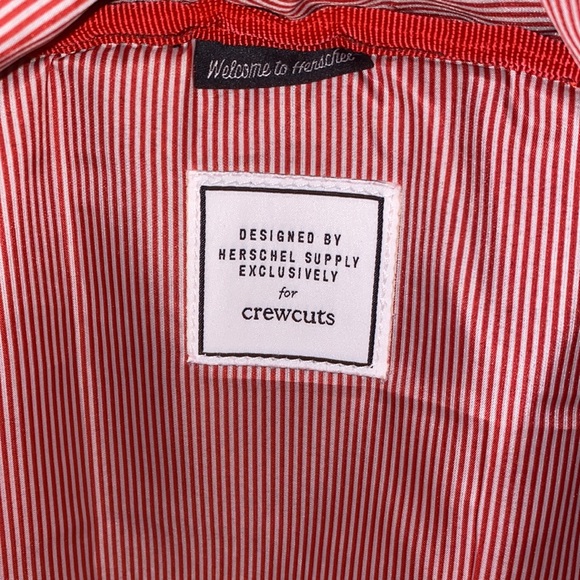 Welcome to Herschel
DESIGNED BY
HERSCHEL SUPPLY
EXCLUSIVELY
for
crewcuts